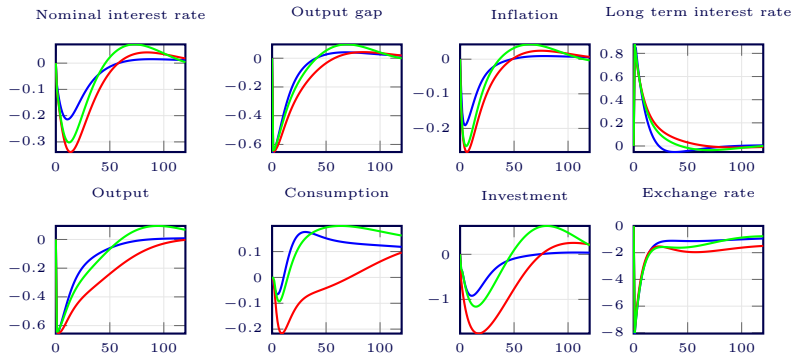 Nominal interest rate
Output gap
Inflation
Long term interest rate
0
−0.1
−0.2
−0.3
0 50 100
0
−0.2
−0.4
−0.6
0 50 100
0
−0.1
−0.2
0 50 100
0.8
0.6
0.4
0.2
0
0 50 100
Output
Consumption
Investment
Exchange rate
0
−0.2
−0.4
−0.6
0 50 100
0.1
0
−0.1
−0.2
0 50 100
0
−1
0 50 100
0
−2
−4
−6
−8
0 50 100